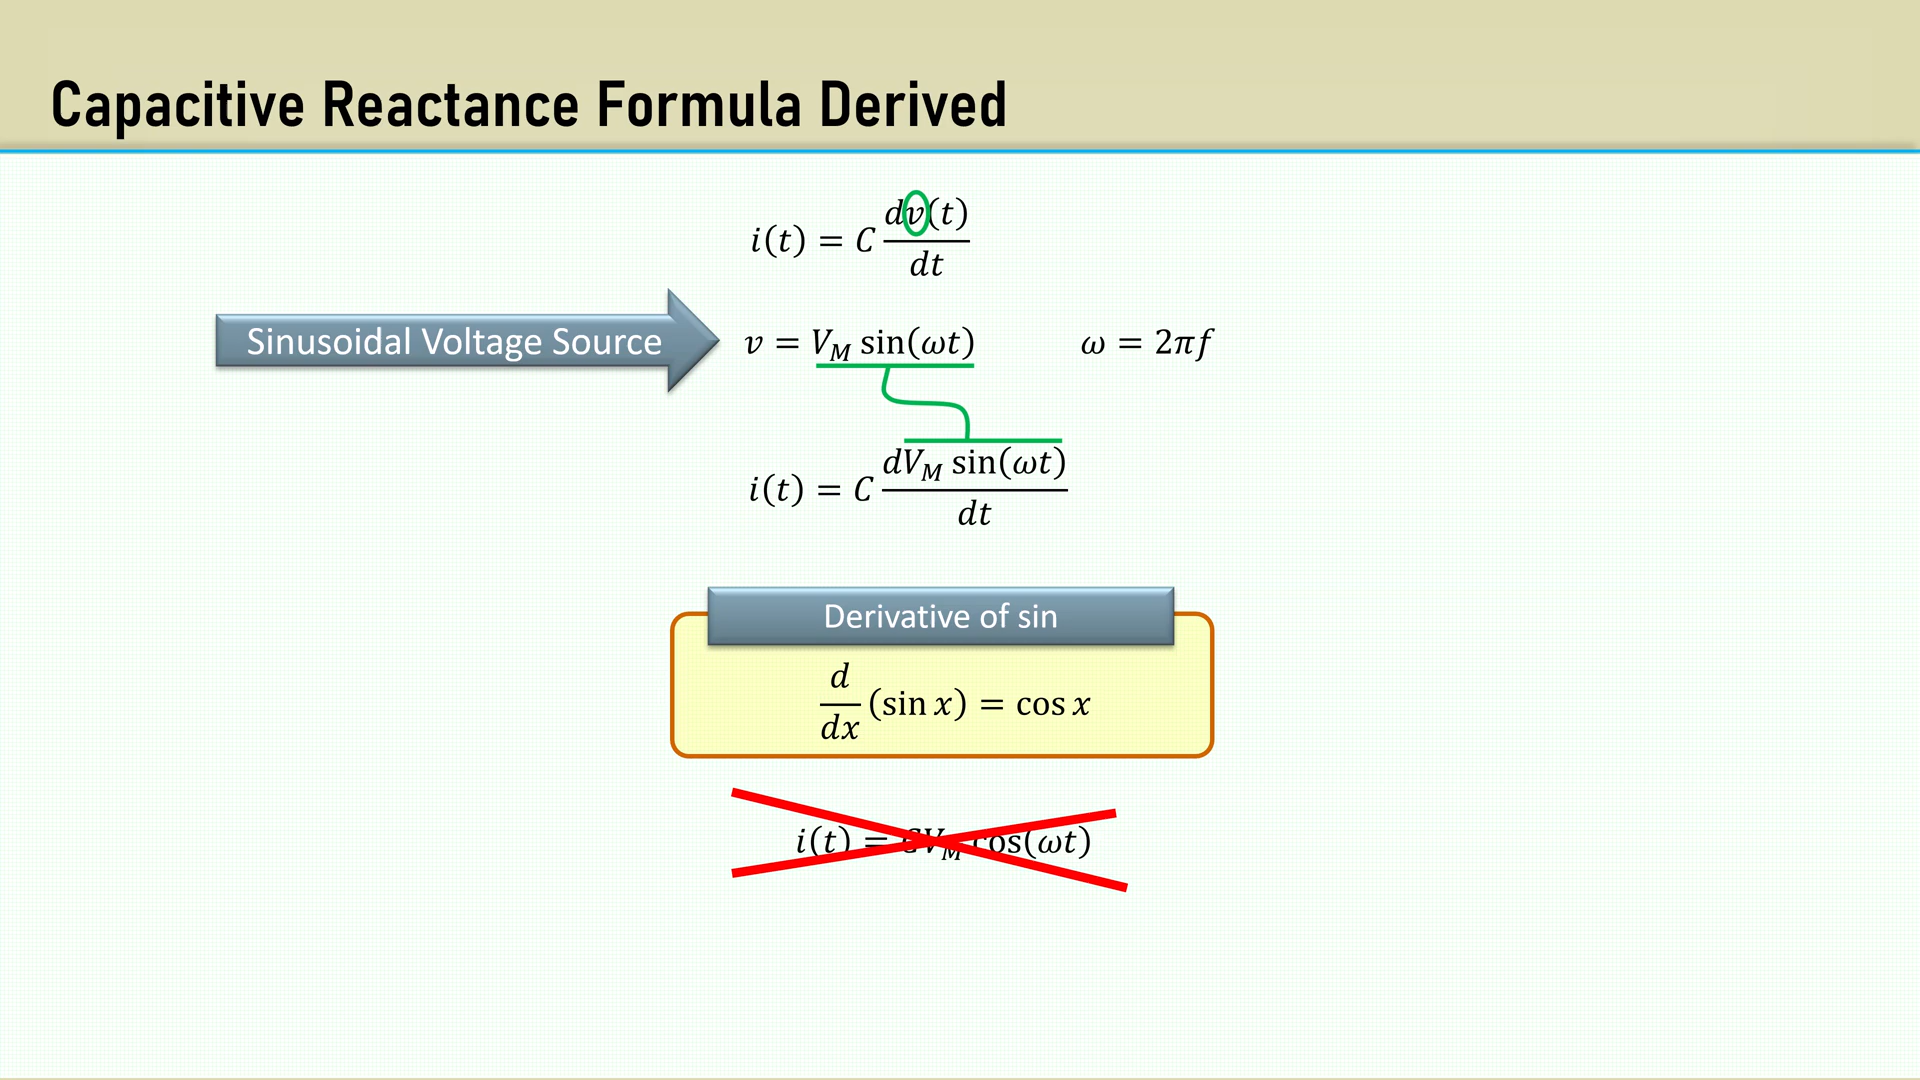 Capacitive Reactance Formula Derived
i(t) = C dv(t)/dt
Sinusoidal Voltage Source
v = V_M sin(ωt) ω = 2πf
i(t) = C dV_M sin(ωt)/dt
Derivative of sin
d/dx (sin x) = cos x
i(t) = CV_M cos(ωt)